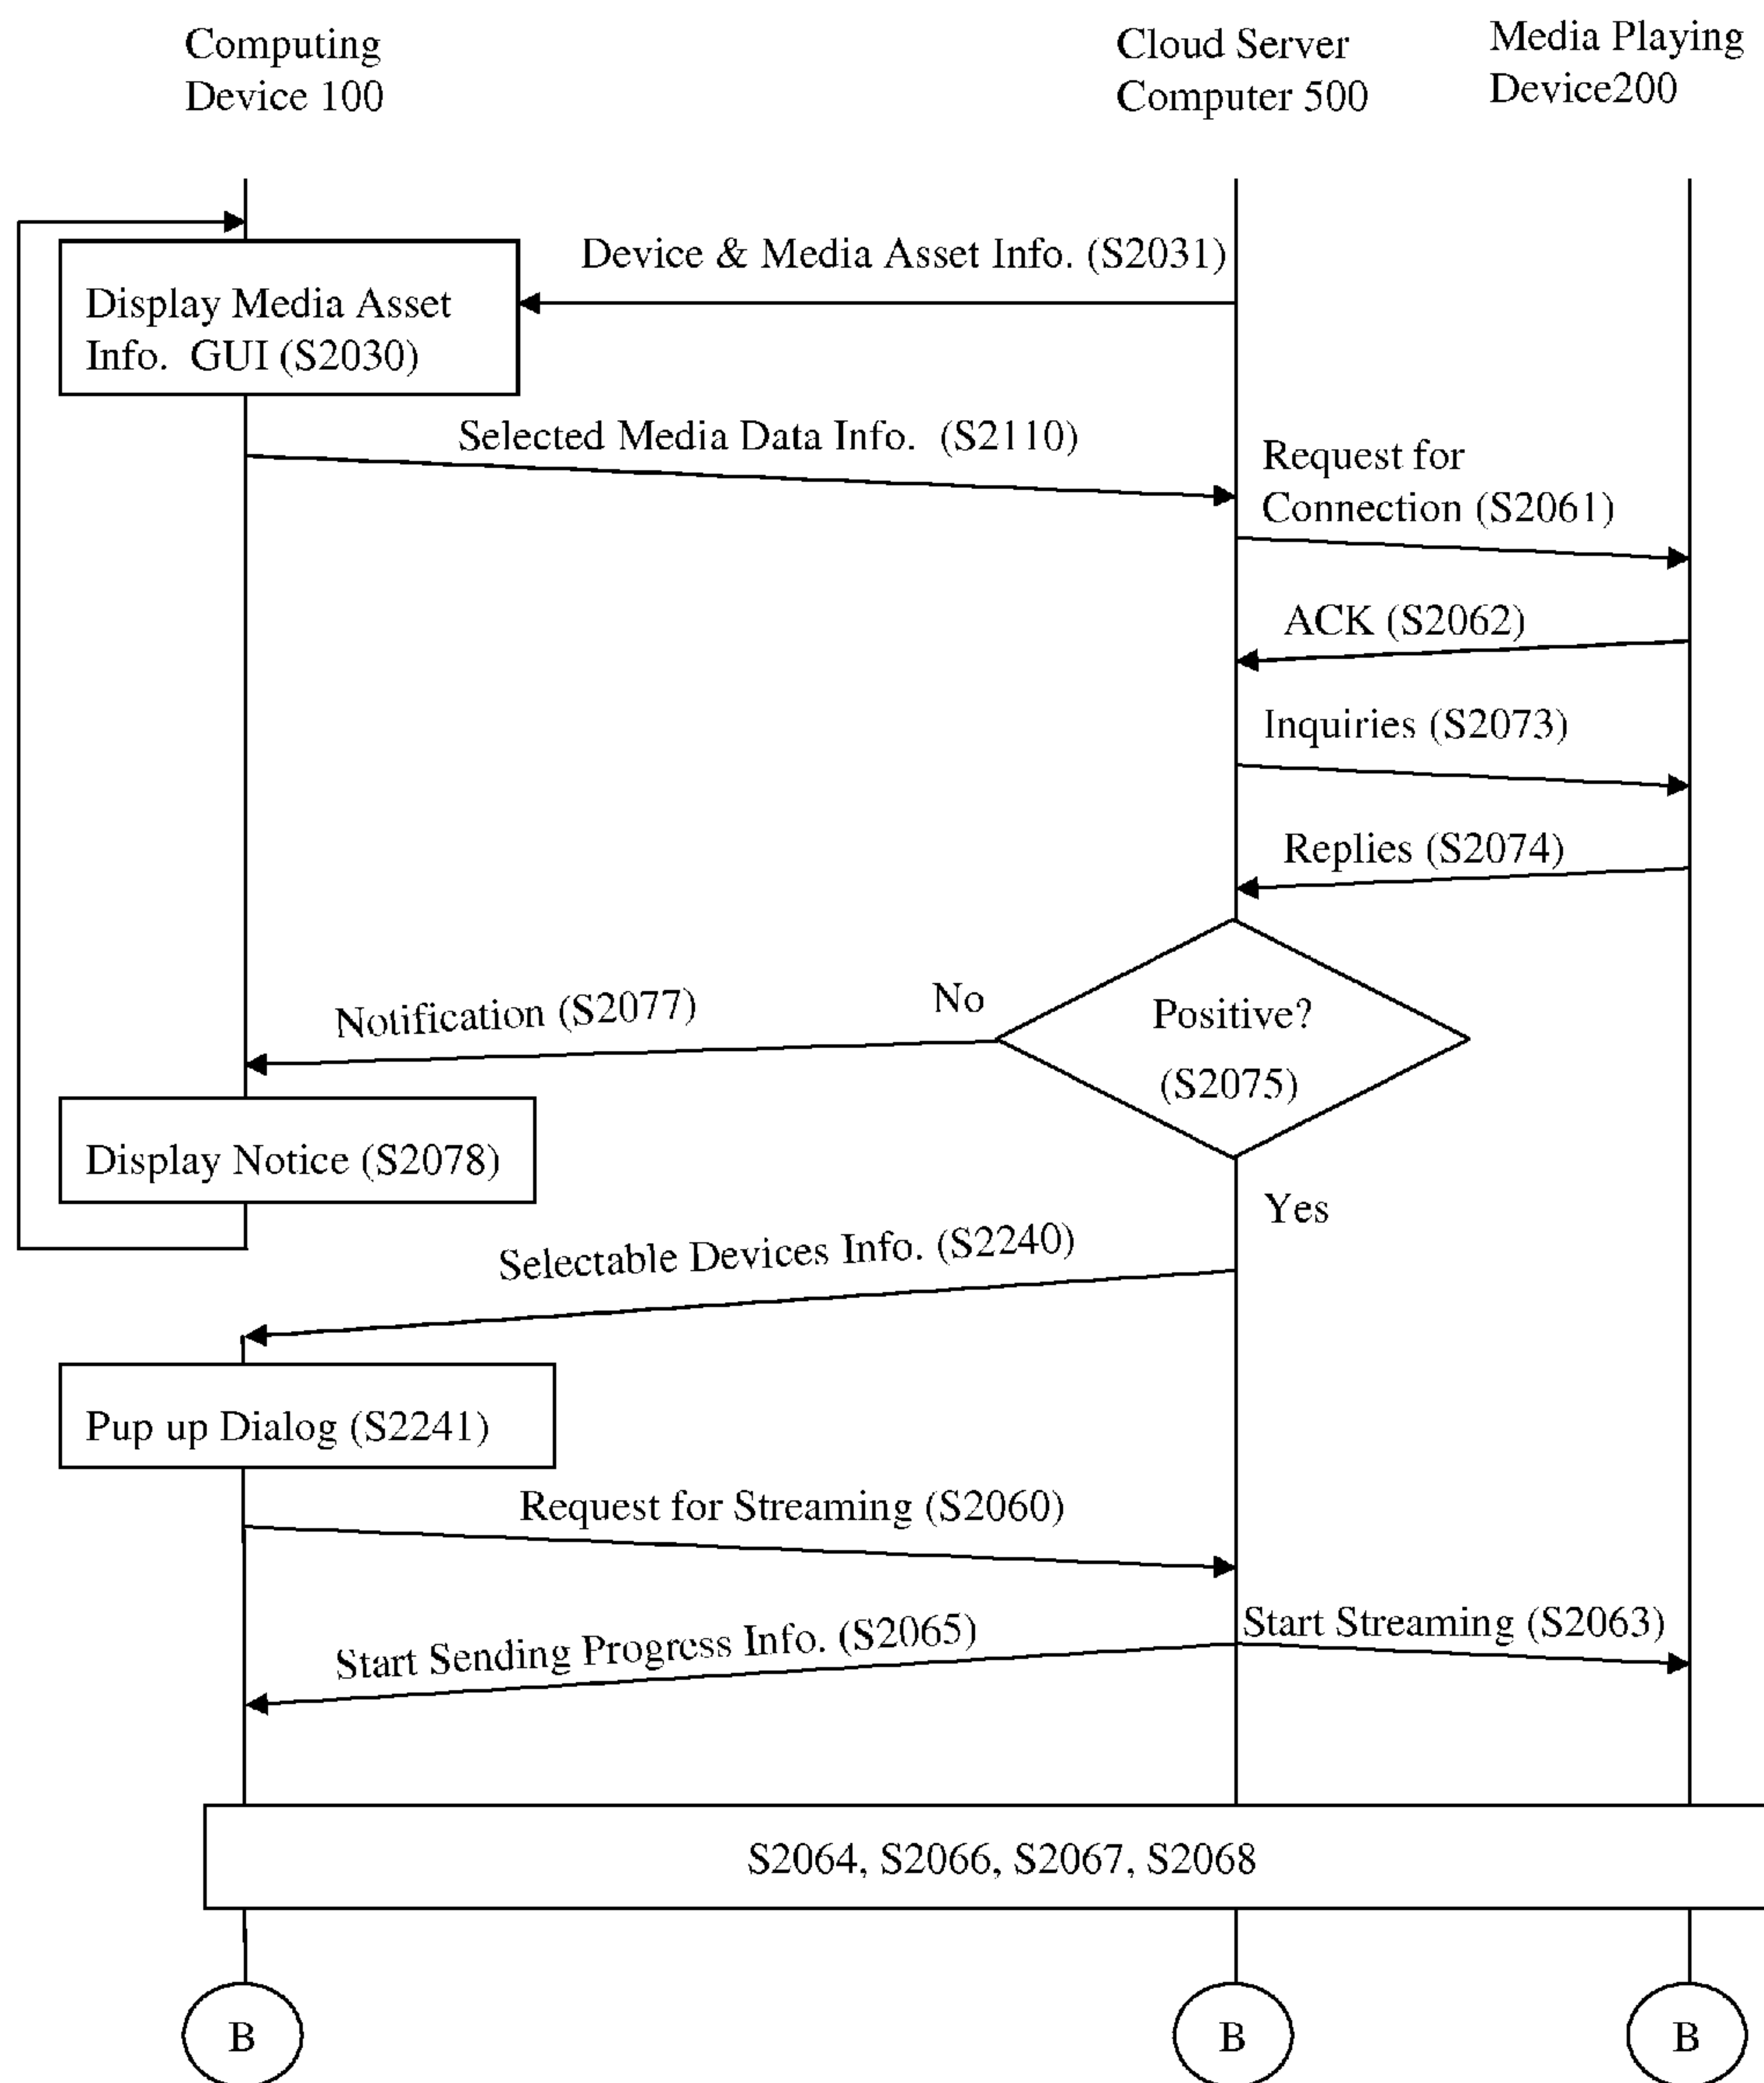 Computing
Device 100
Cloud Server
Computer 500
Media Playing
Device200
Device & Media Asset Info. (S2031)
Display Media Asset
Info. GUI (S2030)
Selected Media Data Info. (S2110)
Request for
Connection (S2061)
ACK (S2062)
Inquiries (S2073)
Replies (S2074)
Notification (S2077)
No
Positive?
(S2075)
Display Notice (S2078)
Yes
Selectable Devices Info. (S2240)
Pup up Dialog (S2241)
Request for Streaming (S2060)
Start Sending Progress Info. (S2065)
Start Streaming (S2063)
S2064, S2066, S2067, S2068
B
B
B